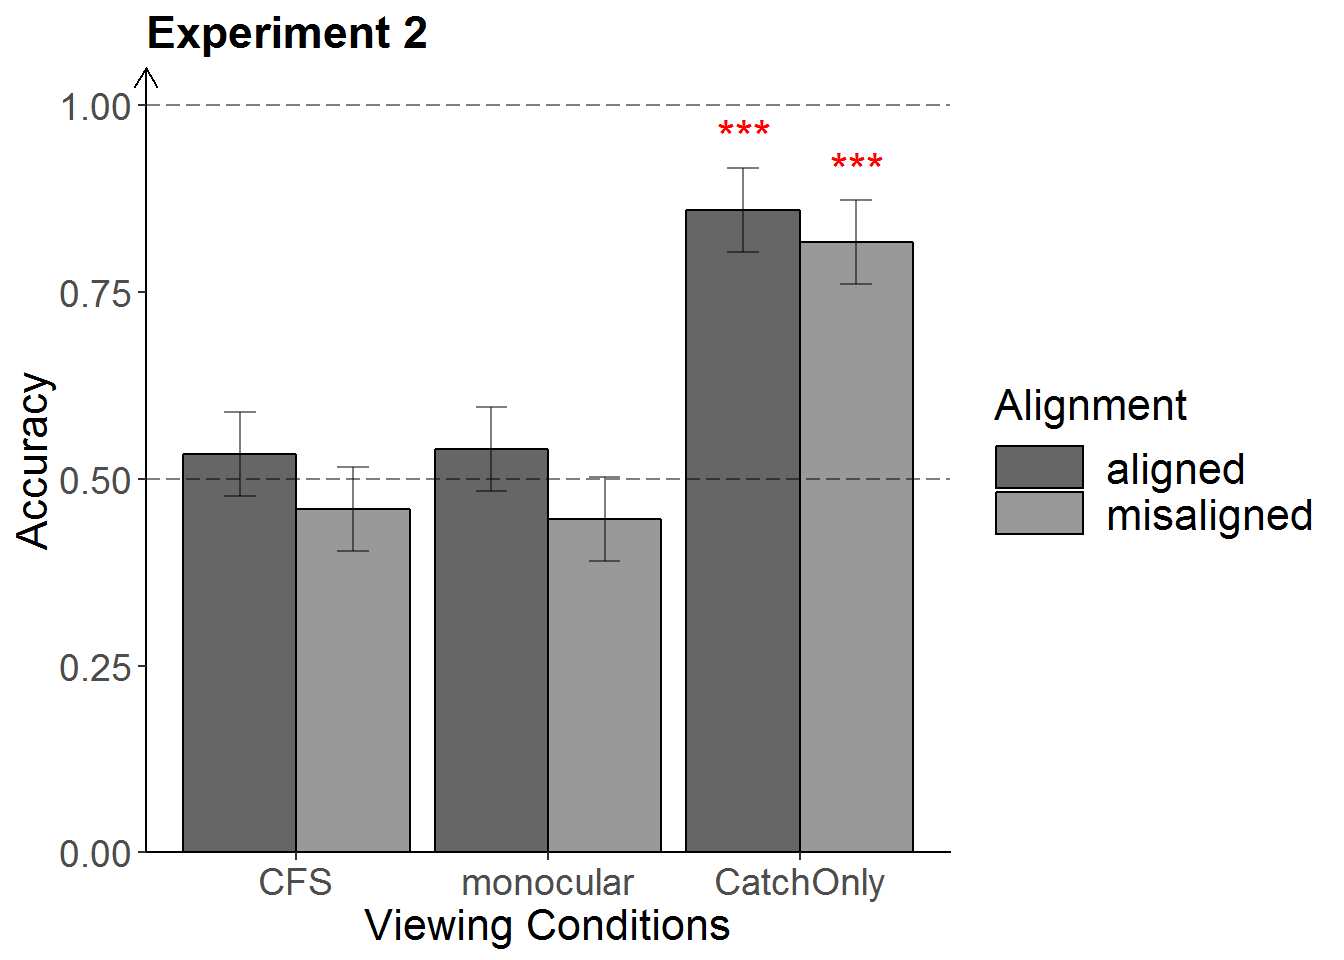 Experiment 2
1.00
0.75
0.50
0.25
0.00
Accuracy
***
***
CFS
monocular
CatchOnly
Viewing Conditions
Alignment
aligned
misaligned